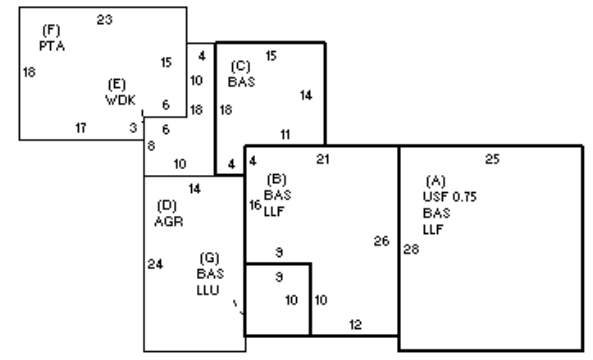 23
(F)
PTA
18
15
(E)
WDK
6
17
3
4
10
18
6
8
10
(C)
BAS
15
18
14
11
4
4
21
(B)
BAS
LLF
16
26
9
9
10
10
12
25
(A)
USF 0.75
BAS
LLF
28
14
(D)
AGR
24
(G)
BAS
LLU